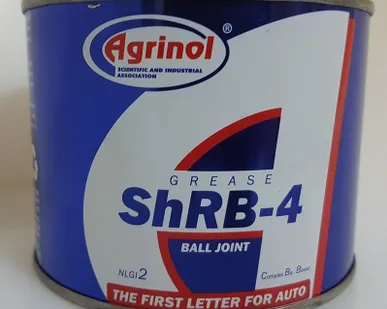 Agrinol®
SCIENTIFIC AND INDUSTRIAL
ASSOCIATION
GREASE
ShRB-4
BALL JOINT
NLGi 2
THE FIRST LETTER FOR AUTO